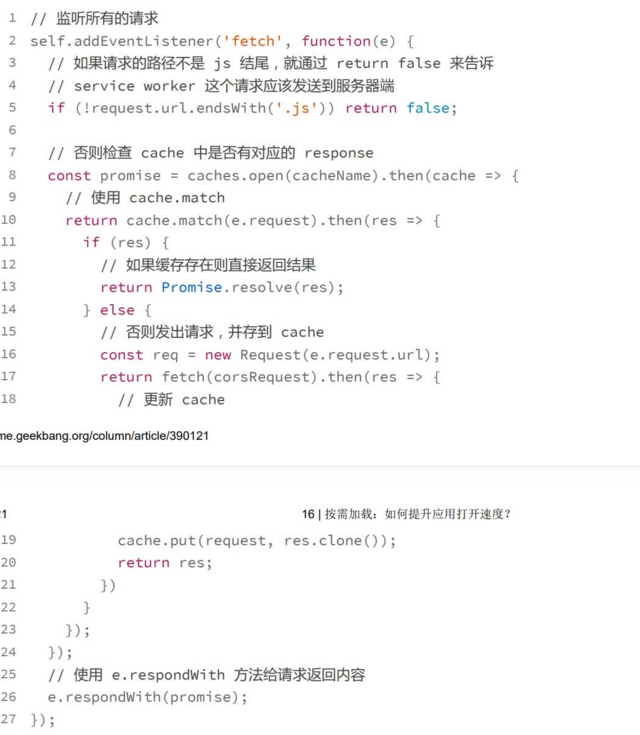 1 // 监听所有的请求
2 self.addEventListener('fetch', function(e) {
3   // 如果请求的路径不是 js 结尾，就通过 return false 来告诉
4   // service worker 这个请求应该发送到服务器端
5   if (!request.url.endsWith('.js')) return false;
6
7   // 否则检查 cache 中是否有对应的 response
8   const promise = caches.open(cacheName).then(cache => {
9     // 使用 cache.match
10     return cache.match(e.request).then(res => {
11       if (res) {
12         // 如果缓存存在则直接返回结果
13         return Promise.resolve(res);
14       } else {
15         // 否则发出请求，并存到 cache
16         const req = new Request(e.request.url);
17         return fetch(corsRequest).then(res => {
18           // 更新 cache
me.geekbang.org/column/article/390121
21 16 | 按需加载：如何提升应用打开速度？
19           cache.put(request, res.clone());
20           return res;
21         })
22       }
23     });
24   });
25   // 使用 e.respondWith 方法给请求返回内容
26   e.respondWith(promise);
27 });